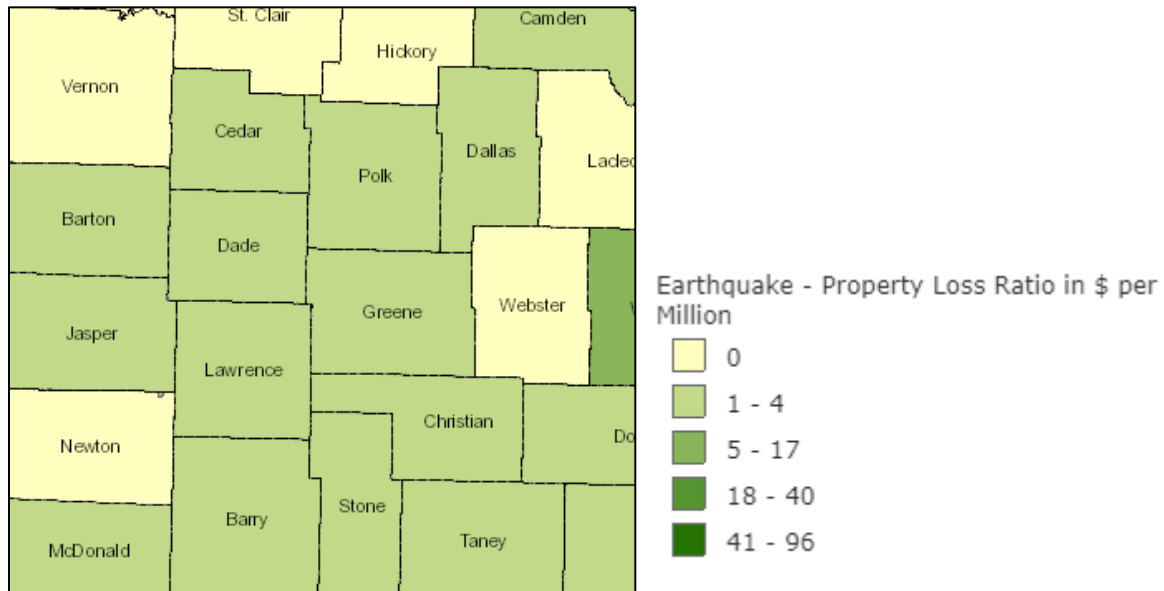 St. Clair
Camden
Hickory
Vernon
Cedar
Dallas
Polk
Barton
Dade
Greene
Webster
Jasper
Lawrence
Christian
Newton
Stone
Barry
Taney
McDonald
Earthquake - Property Loss Ratio in $ per
Million
0
1 - 4
5 - 17
18 - 40
41 - 96